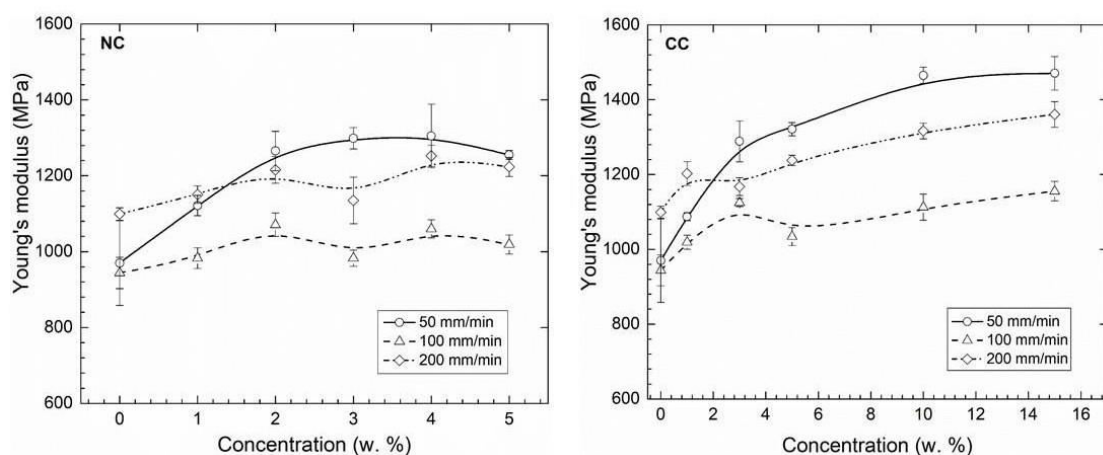 NC
Young's modulus (MPa)
1600
1400
1200
1000
800
600
0 1 2 3 4 5
Concentration (w. %)
50 mm/min
100 mm/min
200 mm/min
CC
Young's modulus (MPa)
1600
1400
1200
1000
800
600
0 2 4 6 8 10 12 14 16
Concentration (w. %)
50 mm/min
100 mm/min
200 mm/min